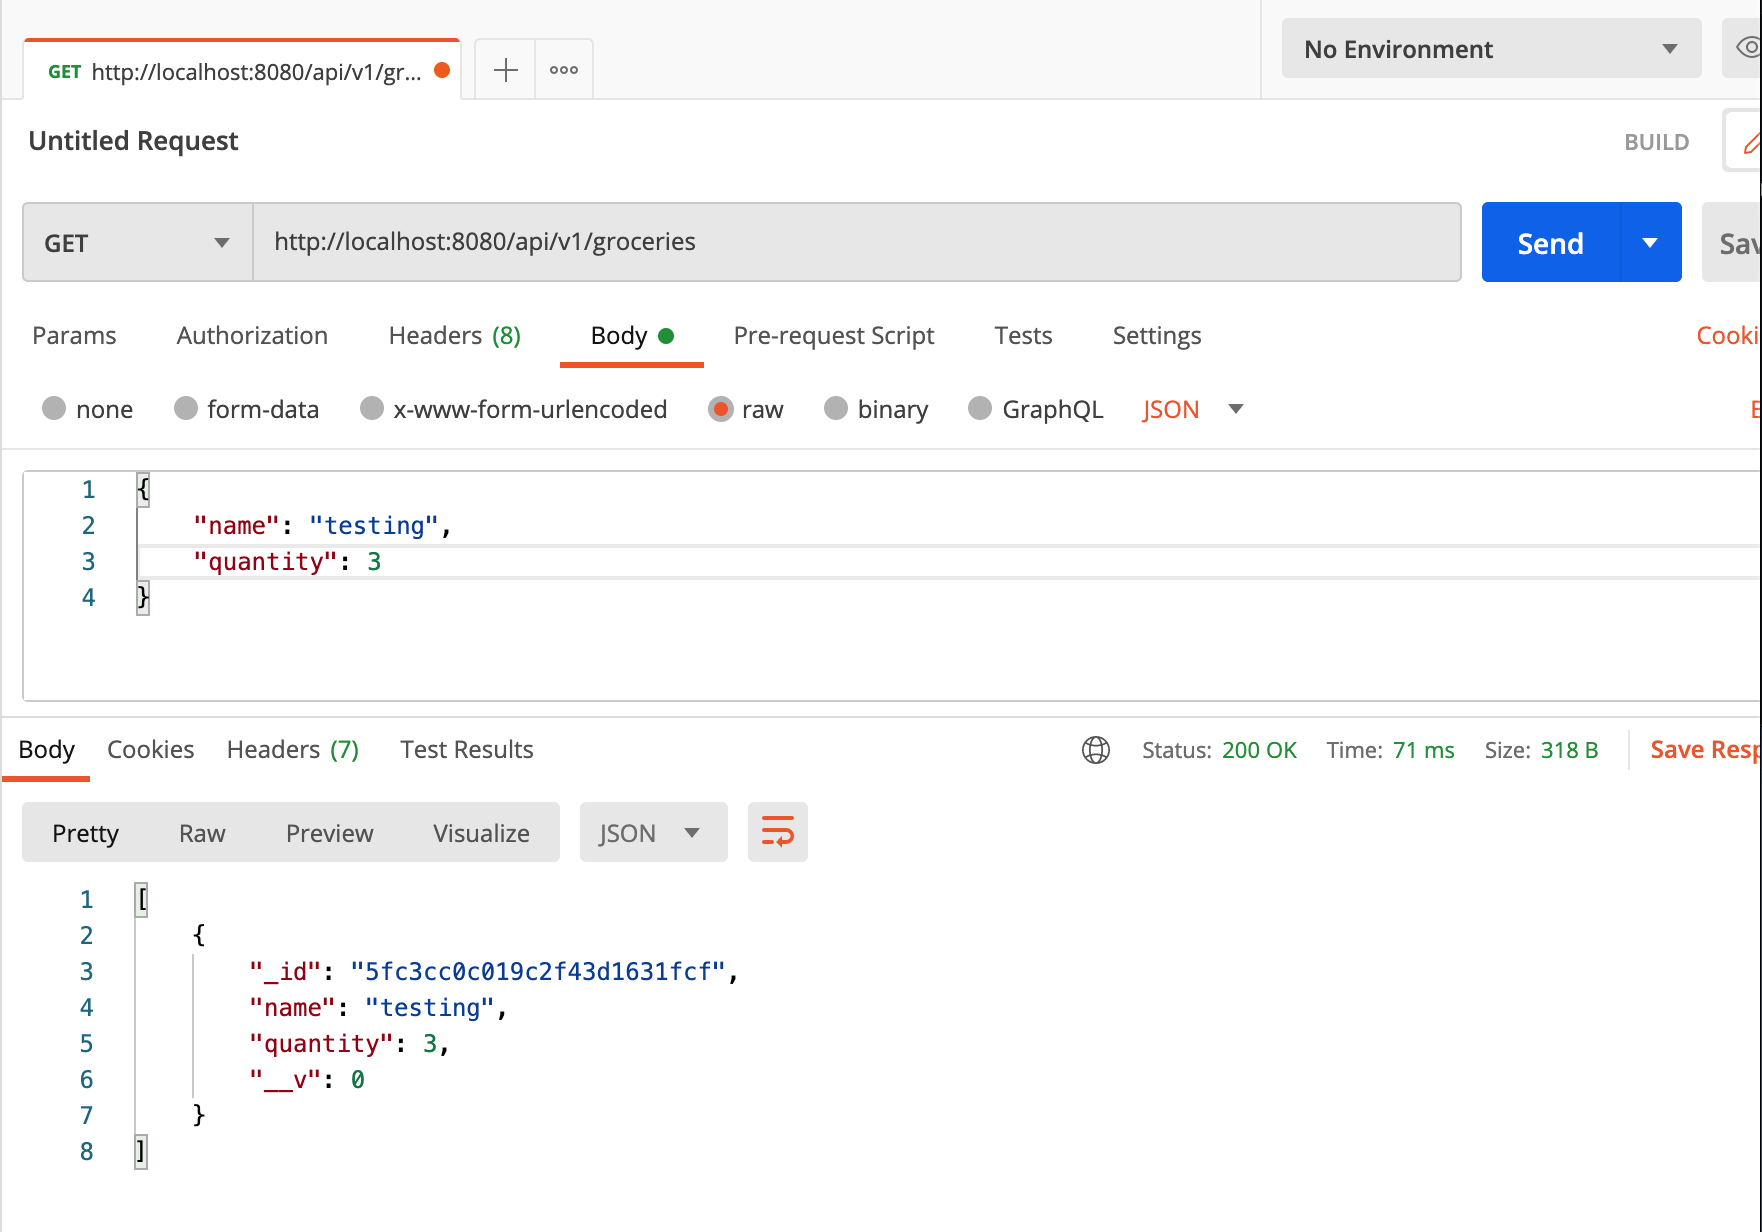 GET http://localhost:8080/api/v1/gr...
No Environment
Untitled Request
BUILD
GET http://localhost:8080/api/v1/groceries Send Sav
Params Authorization Headers (8) Body Pre-request Script Tests Settings Cooki
none form-data x-www-form-urlencoded raw binary GraphQL JSON
1 {
2 "name": "testing",
3 "quantity": 3
4 }
Body Cookies Headers (7) Test Results Status: 200 OK Time: 71 ms Size: 318 B Save Resp
Pretty Raw Preview Visualize JSON
1 [
2 {
3 "_id": "5fc3cc0c019c2f43d1631fcf",
4 "name": "testing",
5 "quantity": 3,
6 "__v": 0
7 }
8 ]